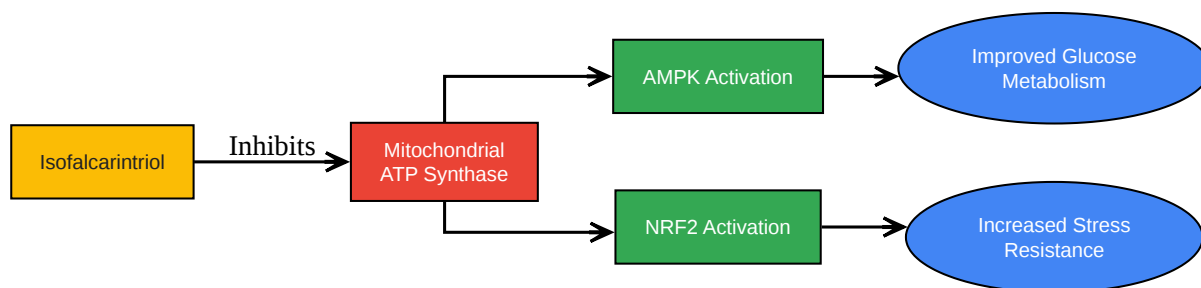 Isofalcarintriol
Inhibits
Mitochondrial
ATP Synthase
AMPK Activation
Improved Glucose
Metabolism
NRF2 Activation
Increased Stress
Resistance